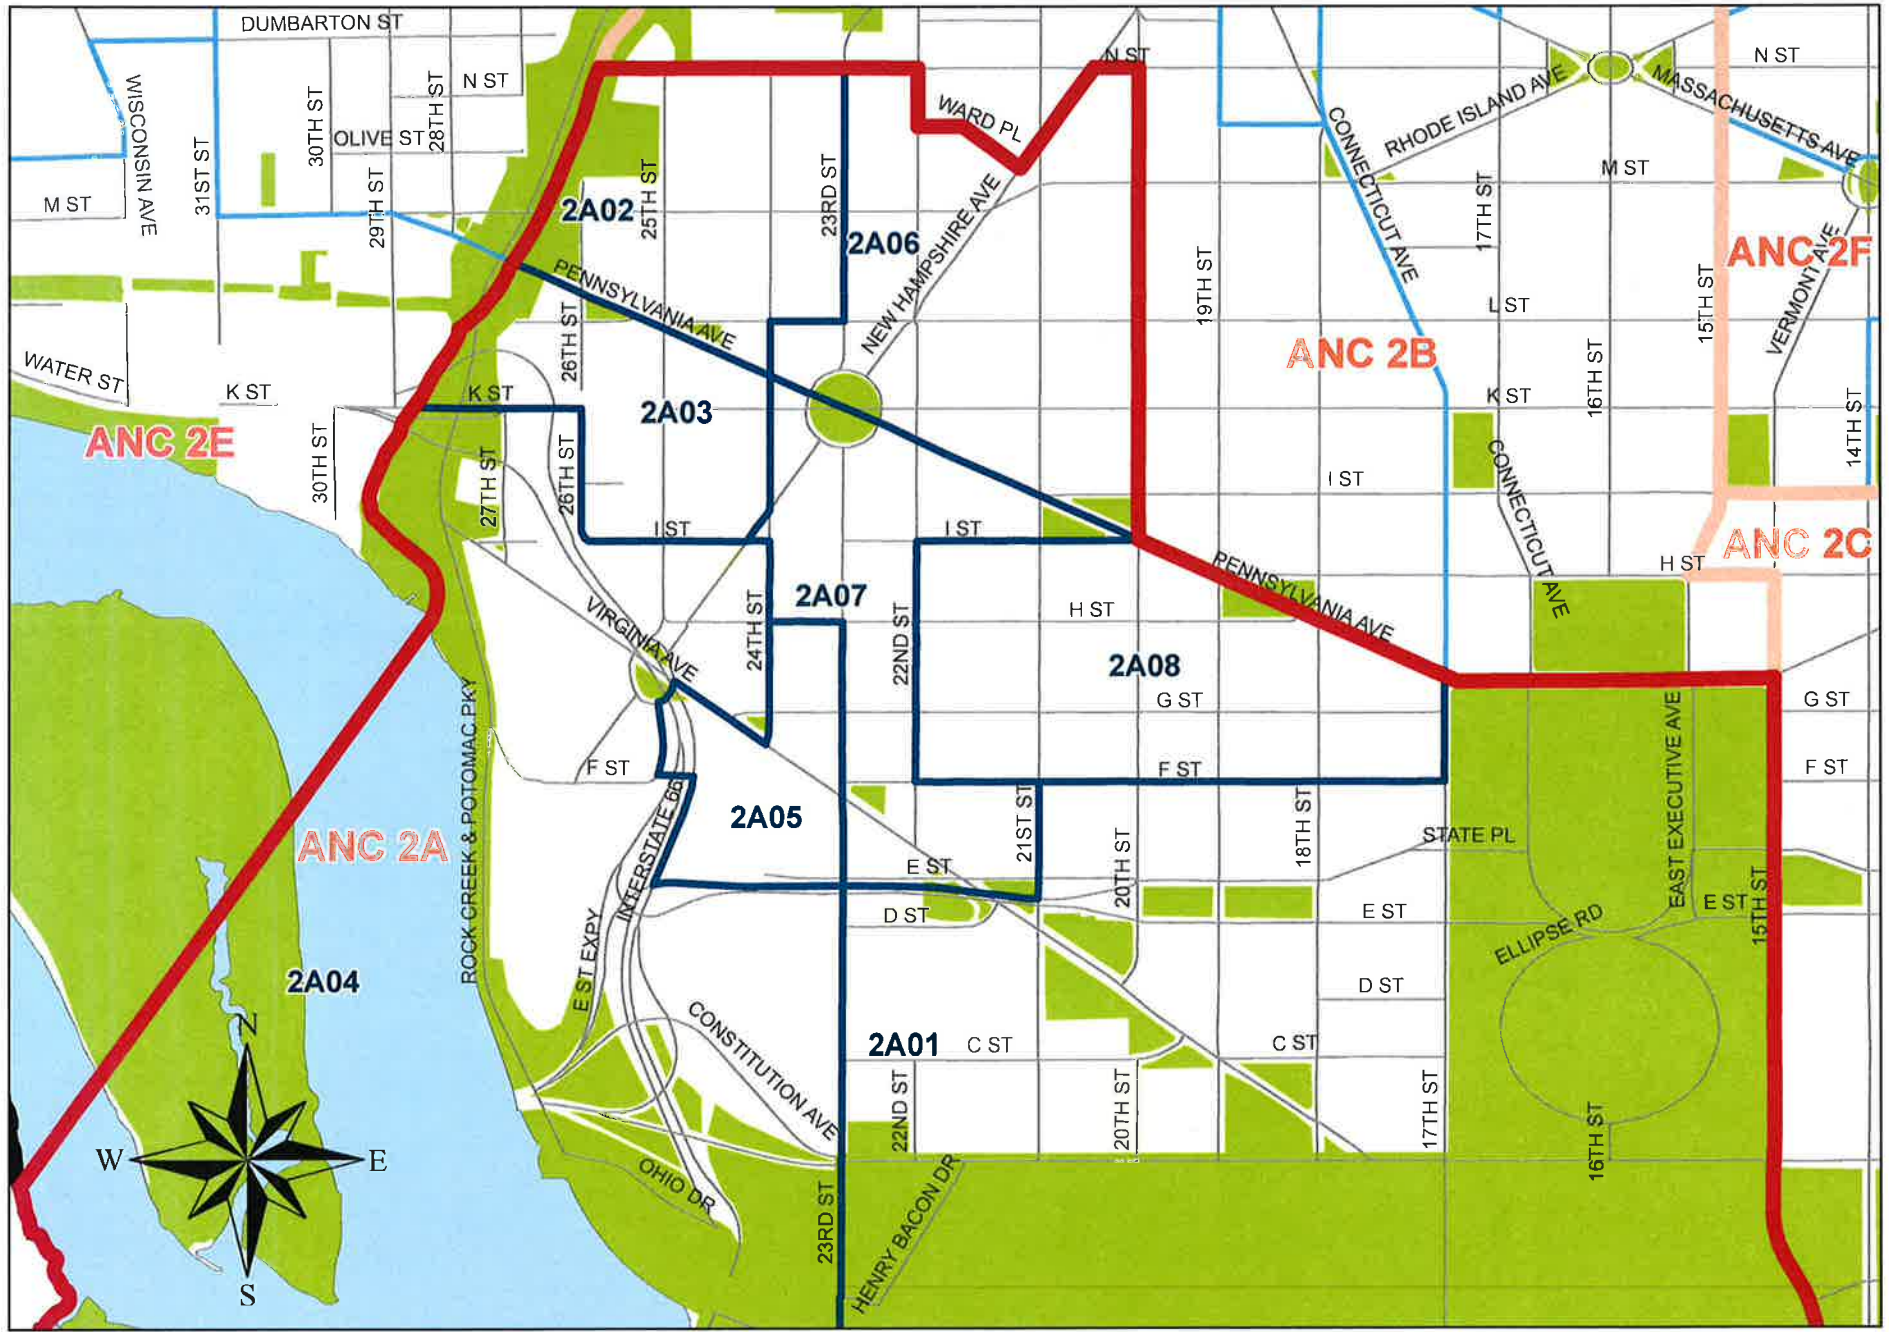 DUMBARTON ST
N ST
N ST
N ST
WISCONSIN AVE
31ST ST
30TH ST
28TH ST
OLIVE ST
29TH ST
M ST
WARD PL
RHODE ISLAND AVE
MASSACHUSETTS AVE
M ST
2A02
25TH ST
23RD ST
2A06
NEW HAMPSHIRE AVE
19TH ST
CONNECTICUT AVE
17TH ST
15TH ST
ANC 2F
VERMONT AVE
PENNSYLVANIA AVE
26TH ST
L ST
ANC 2B
16TH ST
WATER ST
K ST
K ST
K ST
2A03
14TH ST
ANC 2E
30TH ST
27TH ST
26TH ST
I ST
CONNECTICUT AVE
I ST
I ST
ANC 2C
H ST
PENNSYLVANIA AVE
2A07
H ST
VIRGINIA AVE
24TH ST
22ND ST
2A08
G ST
G ST
EAST EXECUTIVE AVE
ROCK CREEK & POTOMAC PKY
F ST
F ST
F ST
INTERSTATE 66
2A05
21ST ST
20TH ST
18TH ST
STATE PL
ANC 2A
E ST
D ST
E ST
E ST
15TH ST
ELLIPSE RD
E ST EXPY
2A04
D ST
CONSTITUTION AVE
N
2A01
C ST
C ST
22ND ST
20TH ST
17TH ST
16TH ST
W
E
OHIO DR
23RD ST
HENRY BACON DR
S